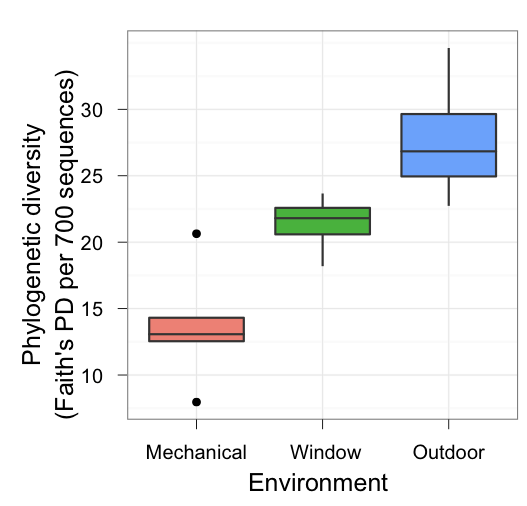 Phylogenetic diversity
(Faith's PD per 700 sequences)
30
25
20
15
10
Mechanical Window Outdoor
Environment